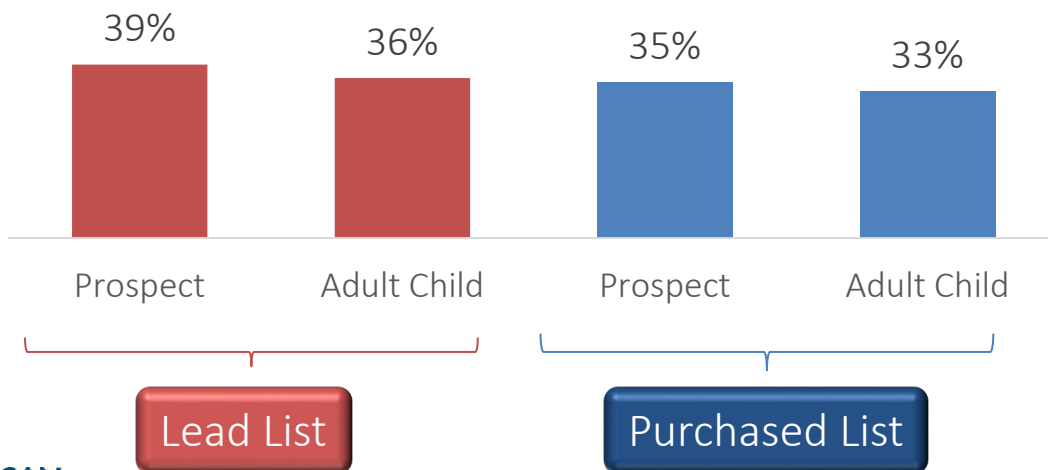 39%
36%
35%
33%
Prospect
Adult Child
Prospect
Adult Child
Lead List
Purchased List